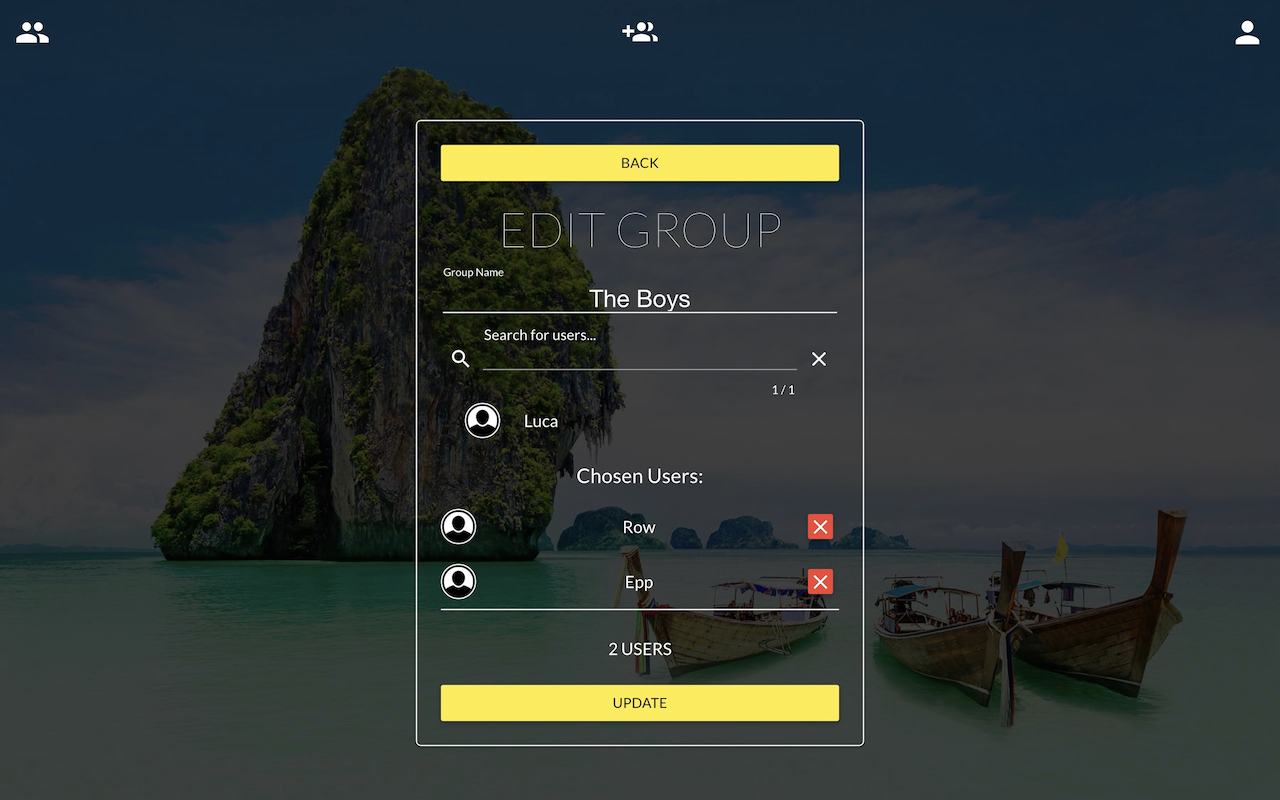 BACK
EDIT GROUP
Group Name
The Boys
Search for users...
1 / 1
Luca
Chosen Users:
Row
Epp
2 USERS
UPDATE